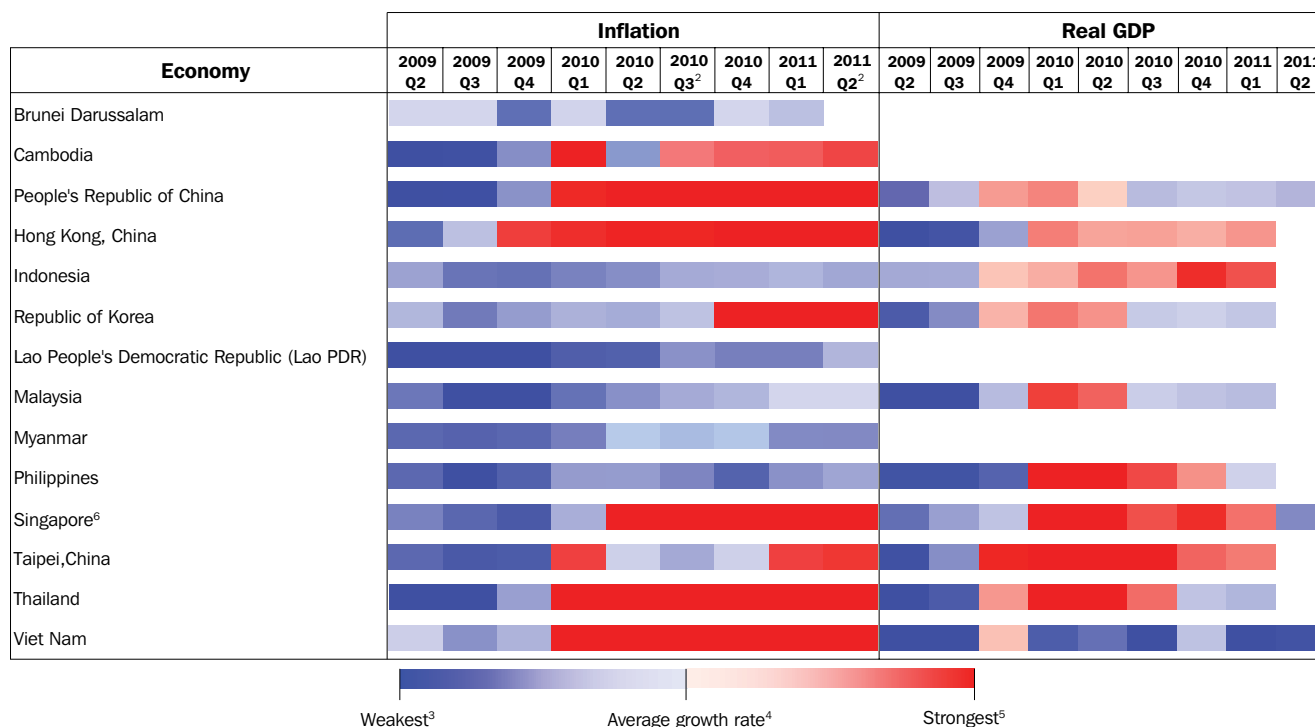 Inflation Real GDP
Economy
2009 Q2 2009 Q3 2009 Q4 2010 Q1 2010 Q2 2010 Q3² 2010 Q4 2011 Q1 2011 Q2² 2009 Q2 2009 Q3 2009 Q4 2010 Q1 2010 Q2 2010 Q3 2010 Q4 2011 Q1 2011 Q2
Brunei Darussalam
Cambodia
People's Republic of China
Hong Kong, China
Indonesia
Republic of Korea
Lao People's Democratic Republic (Lao PDR)
Malaysia
Myanmar
Philippines
Singapore⁶
Taipei,China
Thailand
Viet Nam
Weakest³ Average growth rate⁴ Strongest⁵